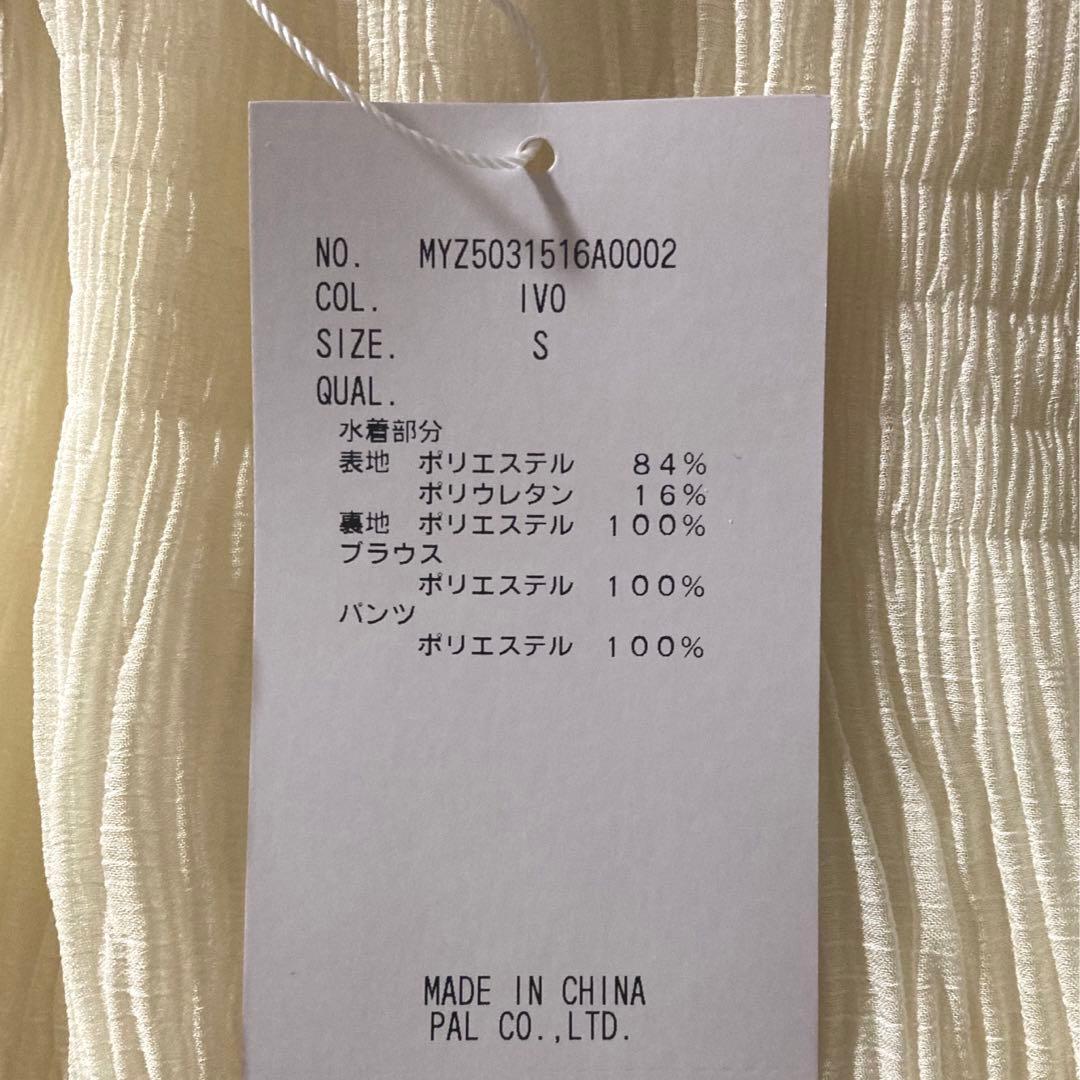 NO. MYZ5031516A0002
COL. IVO
SIZE. S
QUAL.
水着部分
表地 ポリエステル 84%
ポリウレタン 16%
裏地 ポリエステル 100%
ブラウス
ポリエステル 100%
パンツ
ポリエステル 100%
MADE IN CHINA
PAL CO.,LTD.